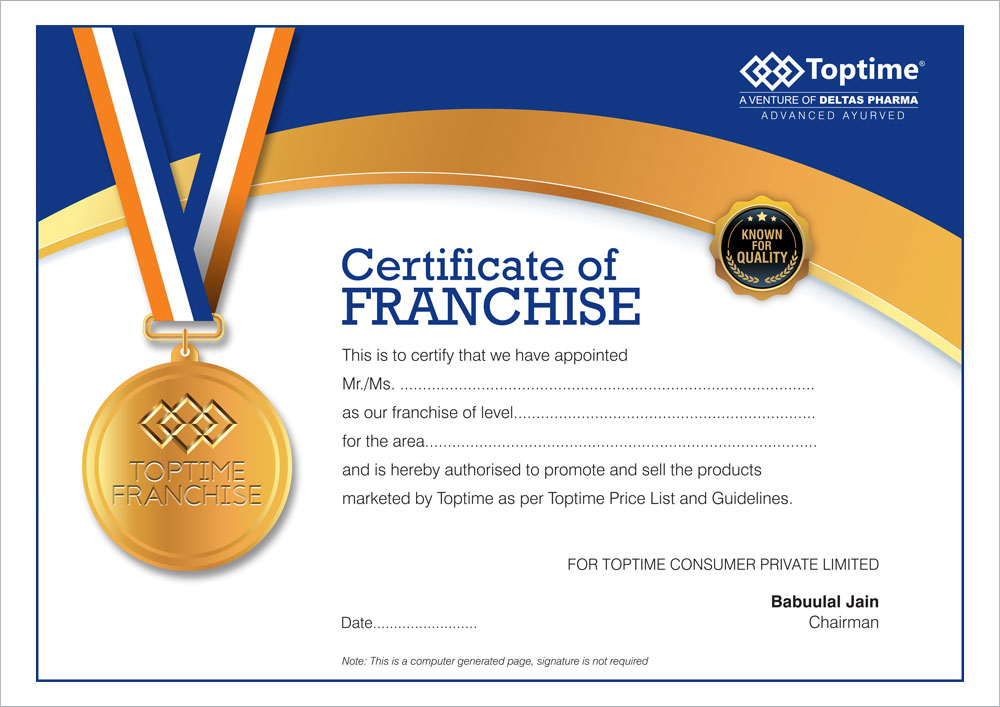 Toptime®
A VENTURE OF DELTAS PHARMA
ADVANCED AYURVED
KNOWN
FOR
QUALITY
Certificate of
FRANCHISE
This is to certify that we have appointed
Mr./Ms. ............................................................................................
as our franchise of level...................................................................
for the area.......................................................................................
and is hereby authorised to promote and sell the products
marketed by Toptime as per Toptime Price List and Guidelines.
TOPTIME
FRANCHISE
FOR TOPTIME CONSUMER PRIVATE LIMITED
Babuulal Jain
Chairman
Date.........................
Note: This is a computer generated page, signature is not required